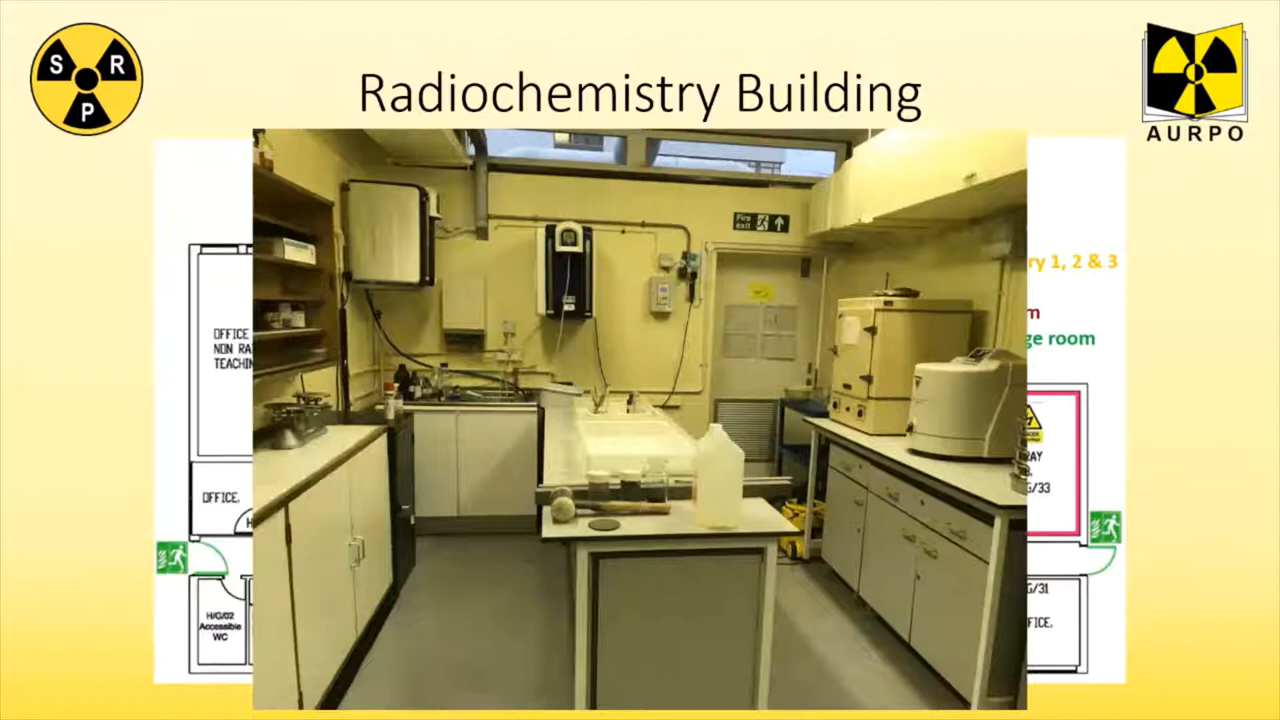 S R
P
Radiochemistry Building
AURPO
Fire
exit
ry 1, 2 & 3
m
ge room
OFFICE
NON RA
TEACHIN
RAY
G/33
OFFICE.
H/G/02
Accessible
WC
G/31
FICE.